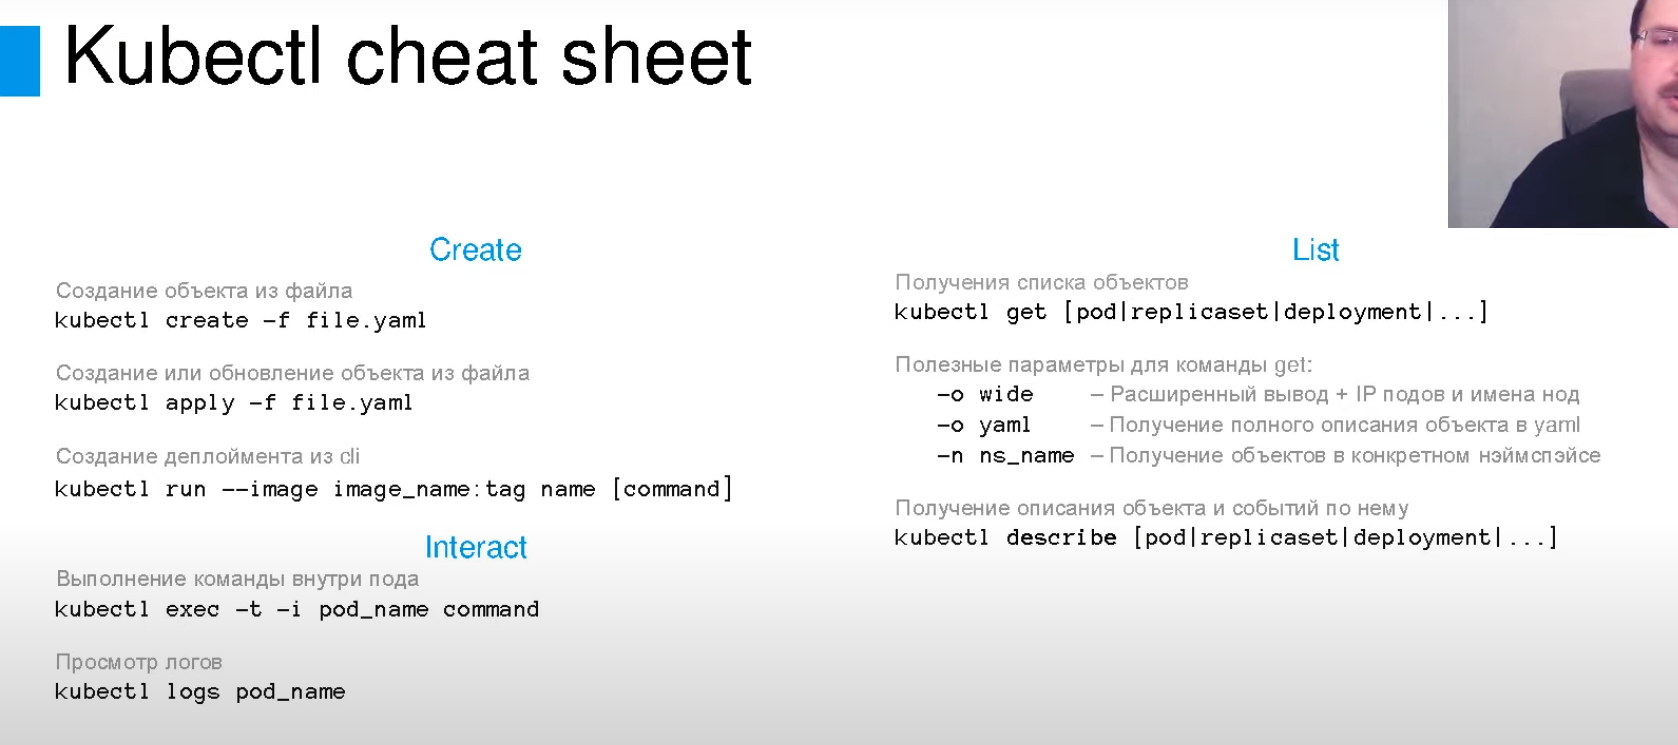 Kubectl cheat sheet
Create
Создание объекта из файла
kubectl create -f file.yaml
Создание или обновление объекта из файла
kubectl apply -f file.yaml
Создание деплоймента из cli
kubectl run --image image_name:tag name [command]
Interact
Выполнение команды внутри пода
kubectl exec -t -i pod_name command
Просмотр логов
kubectl logs pod_name
List
Получения списка объектов
kubectl get [pod|replicaset|deployment|...]
Полезные параметры для команды get:
-o wide – Расширенный вывод + IP подов и имена нод
-o yaml – Получение полного описания объекта в yaml
-n ns_name – Получение объектов в конкретном нэймспэйсе
Получение описания объекта и событий по нему
kubectl describe [pod|replicaset|deployment|...]